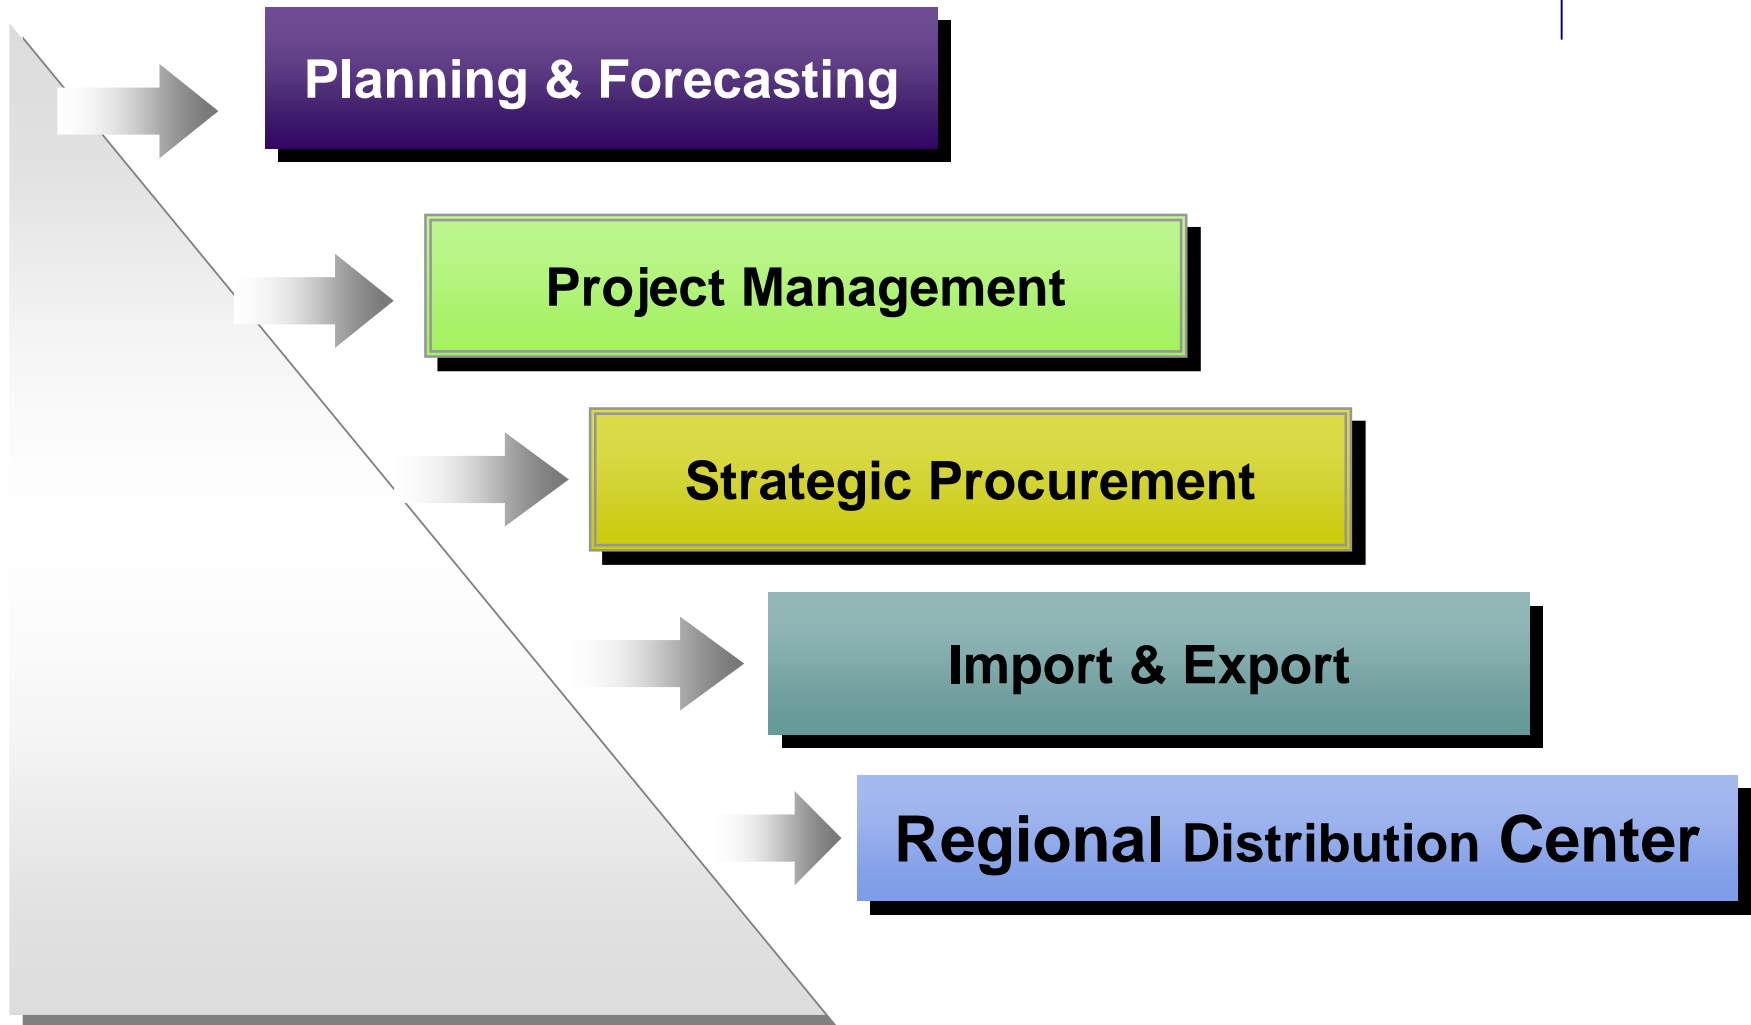 Planning & Forecasting
Project Management
Strategic Procurement
Import & Export
Regional Distribution Center